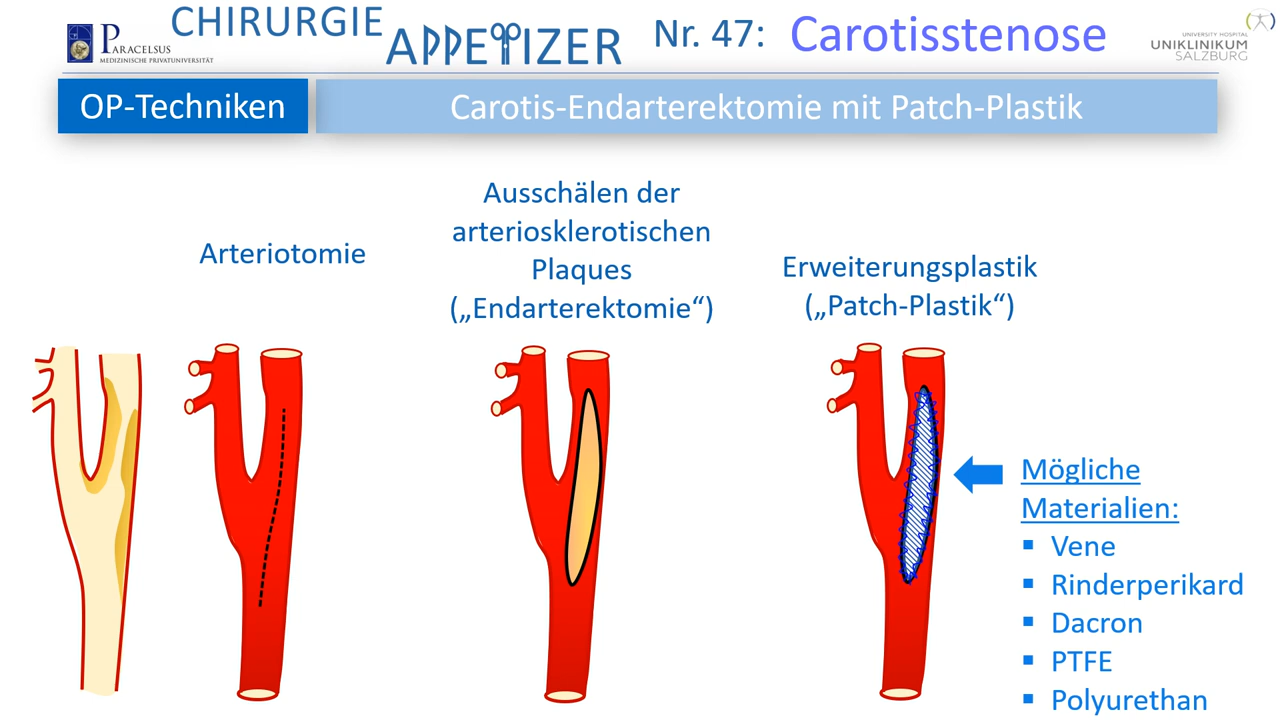 CHIRURGIE
APPETIZER
Nr. 47: Carotisstenose
PARACELSUS
MEDIZINISCHE PRIVATUNIVERSITÄT
UNIVERSITY HOSPITAL
UNIKLINIKUM
SALZBURG
OP-Techniken
Carotis-Endarterektomie mit Patch-Plastik
Arteriotomie
Ausschälen der
arteriosklerotischen
Plaques
(„Endarterektomie“)
Erweiterungsplastik
(„Patch-Plastik“)
Mögliche
Materialien:
▪ Vene
▪ Rinderperikard
▪ Dacron
▪ PTFE
▪ Polyurethan